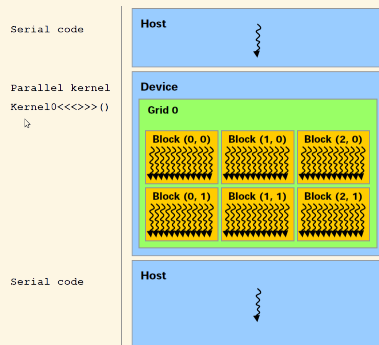 Serial code
Host
Parallel kernel
Kernel0<<<>>>()
Device
Grid 0
Block (0, 0) Block (1, 0) Block (2, 0)
Block (0, 1) Block (1, 1) Block (2, 1)
Serial code
Host